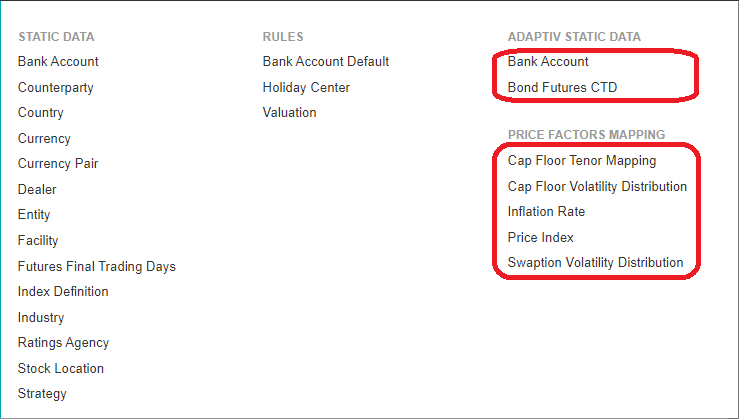 STATIC DATA
Bank Account
Counterparty
Country
Currency
Currency Pair
Dealer
Entity
Facility
Futures Final Trading Days
Index Definition
Industry
Ratings Agency
Stock Location
Strategy
RULES
Bank Account Default
Holiday Center
Valuation
ADAPTIV STATIC DATA
Bank Account
Bond Futures CTD
PRICE FACTORS MAPPING
Cap Floor Tenor Mapping
Cap Floor Volatility Distribution
Inflation Rate
Price Index
Swaption Volatility Distribution